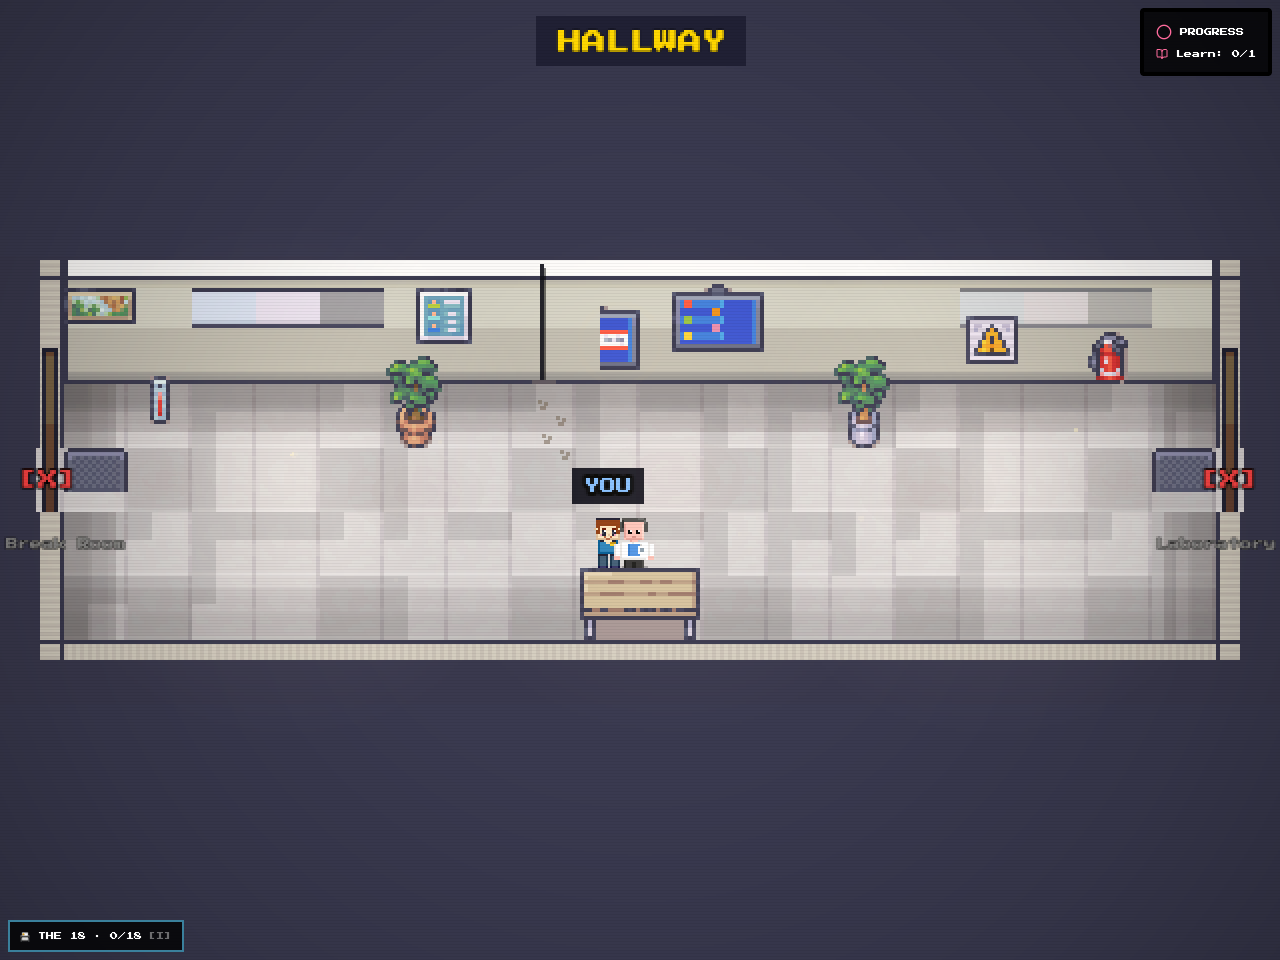 HALLWAY
PROGRESS
Learn: 0/1
YOU
[X]
[X]
Break Room
Laboratory
THE 18 · 0/18 [I]